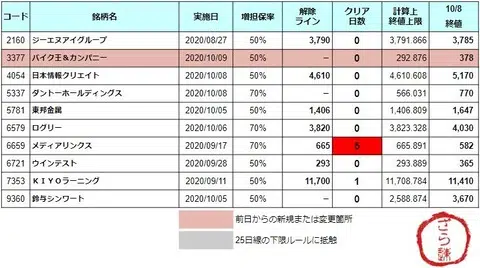 コード 銘柄名 実施日 増担保率 解除ライン クリア日数 計算上終値上限 10/8終値
2160 ジーエスアイグループ 2020/08/27 50% 3,790 0 3,791.866 3,785
3377 バイク王&カンパニー 2020/10/09 50% – – 292.876 378
4054 日本情報クリエイト 2020/10/02 50% 4,610 0 4,610.608 5,170
5337 ダントーホールディングス 2020/10/08 70% – – 566.031 770
5781 東邦金属 2020/10/05 50% 1,406 0 1,406.809 1,647
6579 ログリー 2020/10/06 70% 3,820 0 3,823.328 4,030
6659 メディアリンクス 2020/09/17 70% 665 5 665.891 582
6721 ウインテスト 2020/09/28 50% 293 0 293.889 365
7353 KIYOラーニング 2020/09/11 50% 11,700 1 11,708.784 11,410
9360 鈴与シンワート 2020/10/05 50% – – 2,588.874 3,670
前日からの新規または変更箇所
25日線の下限ルールに抵触